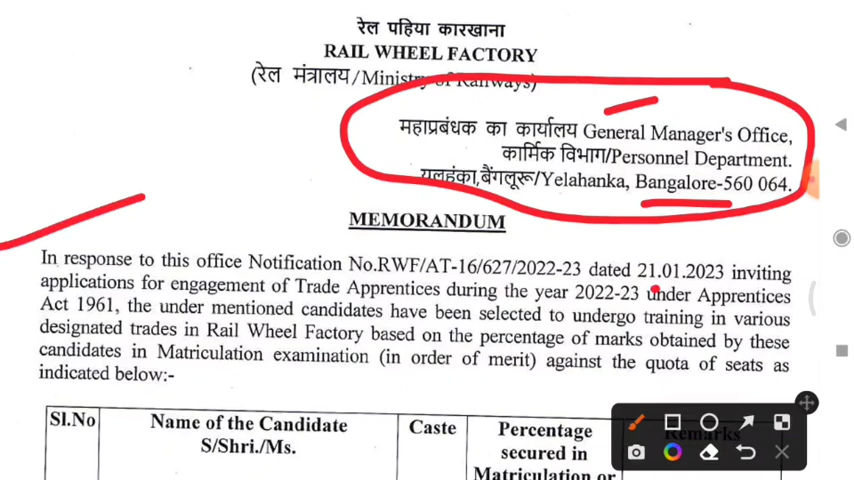 रेल पहिया कारखाना
RAIL WHEEL FACTORY
(रेल मंत्रालय/Ministry of Railways)
महाप्रबंधक का कार्यालय General Manager's Office,
कार्मिक विभाग/Personnel Department.
यलहंका,बैंगलूरू/Yelahanka, Bangalore-560 064.
MEMORANDUM
In response to this office Notification No.RWF/AT-16/627/2022-23 dated 21.01.2023 inviting
applications for engagement of Trade Apprentices during the year 2022-23 under Apprentices
Act 1961, the under mentioned candidates have been selected to undergo training in various
designated trades in Rail Wheel Factory based on the percentage of marks obtained by these
candidates in Matriculation examination (in order of merit) against the quota of seats as
indicated below:-
Sl.No
Name of the Candidate
S/Shri./Ms.
Caste
Percentage
secured in
Matriculation or
Remarks